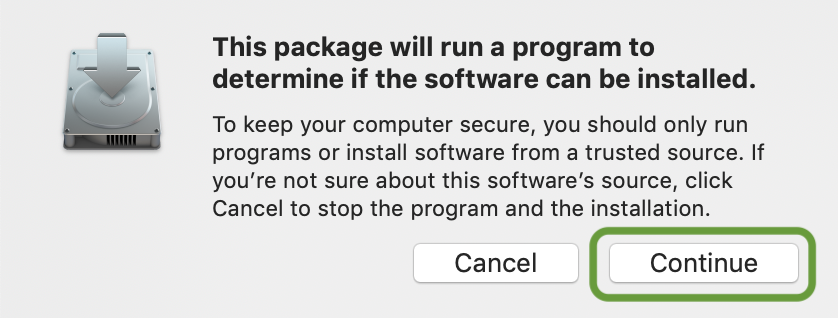 This package will run a program to
determine if the software can be installed.
To keep your computer secure, you should only run
programs or install software from a trusted source. If
you’re not sure about this software’s source, click
Cancel to stop the program and the installation.
Cancel
Continue